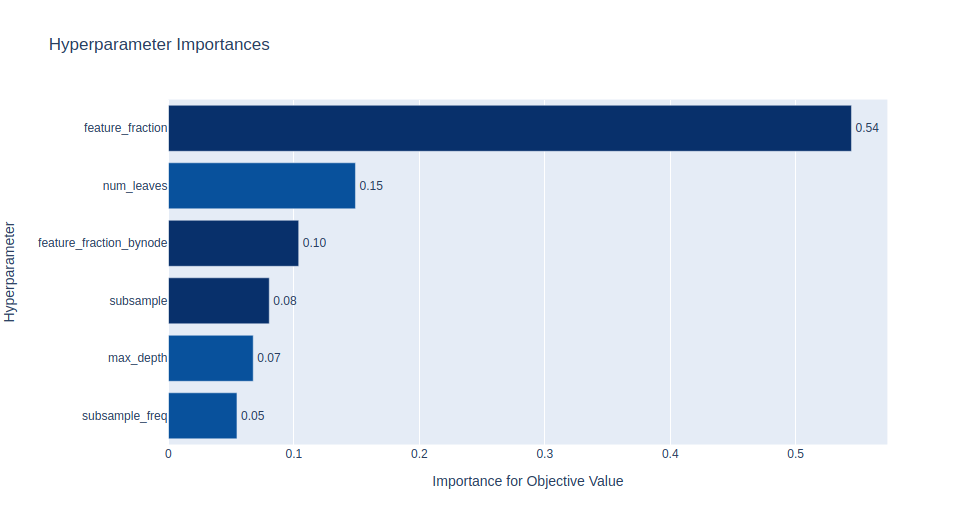 Hyperparameter Importances
Hyperparameter
feature_fraction 0.54
num_leaves 0.15
feature_fraction_bynode 0.10
subsample 0.08
max_depth 0.07
subsample_freq 0.05
0 0.1 0.2 0.3 0.4 0.5
Importance for Objective Value